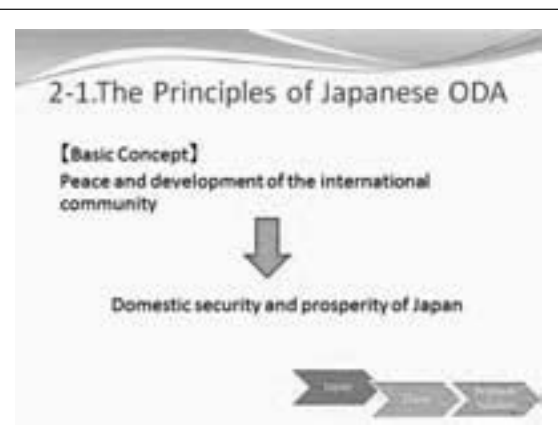 2-1.The Principles of Japanese ODA
【Basic Concept】
Peace and development of the international
community
Domestic security and prosperity of Japan